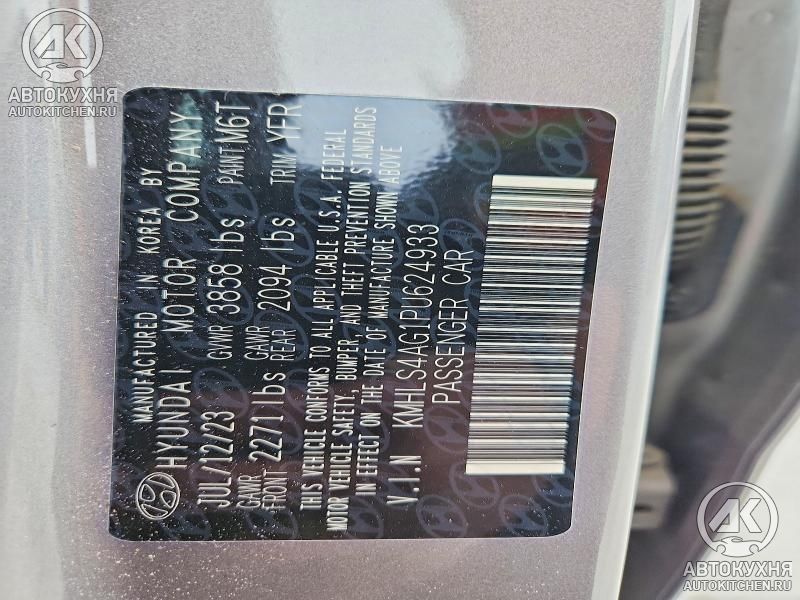 АВТОКУХНЯ
AUTOKITCHEN.RU
MANUFACTURED IN KOREA BY
HYUNDAI MOTOR COMPANY
JUL/12/23 GVWR 3858 lbs PAINT M6T
GAWR FRONT 2271 lbs GAWR REAR 2094 lbs TRIM YFR
THIS VEHICLE CONFORMS TO ALL APPLICABLE U.S.A. FEDERAL
MOTOR VEHICLE SAFETY, BUMPER, AND THEFT PREVENTION STANDARDS
IN EFFECT ON THE DATE OF MANUFACTURE SHOWN ABOVE
V.I.N KMHLS4AG1PU624933
PASSENGER CAR
АВТОКУХНЯ
AUTOKITCHEN.RU